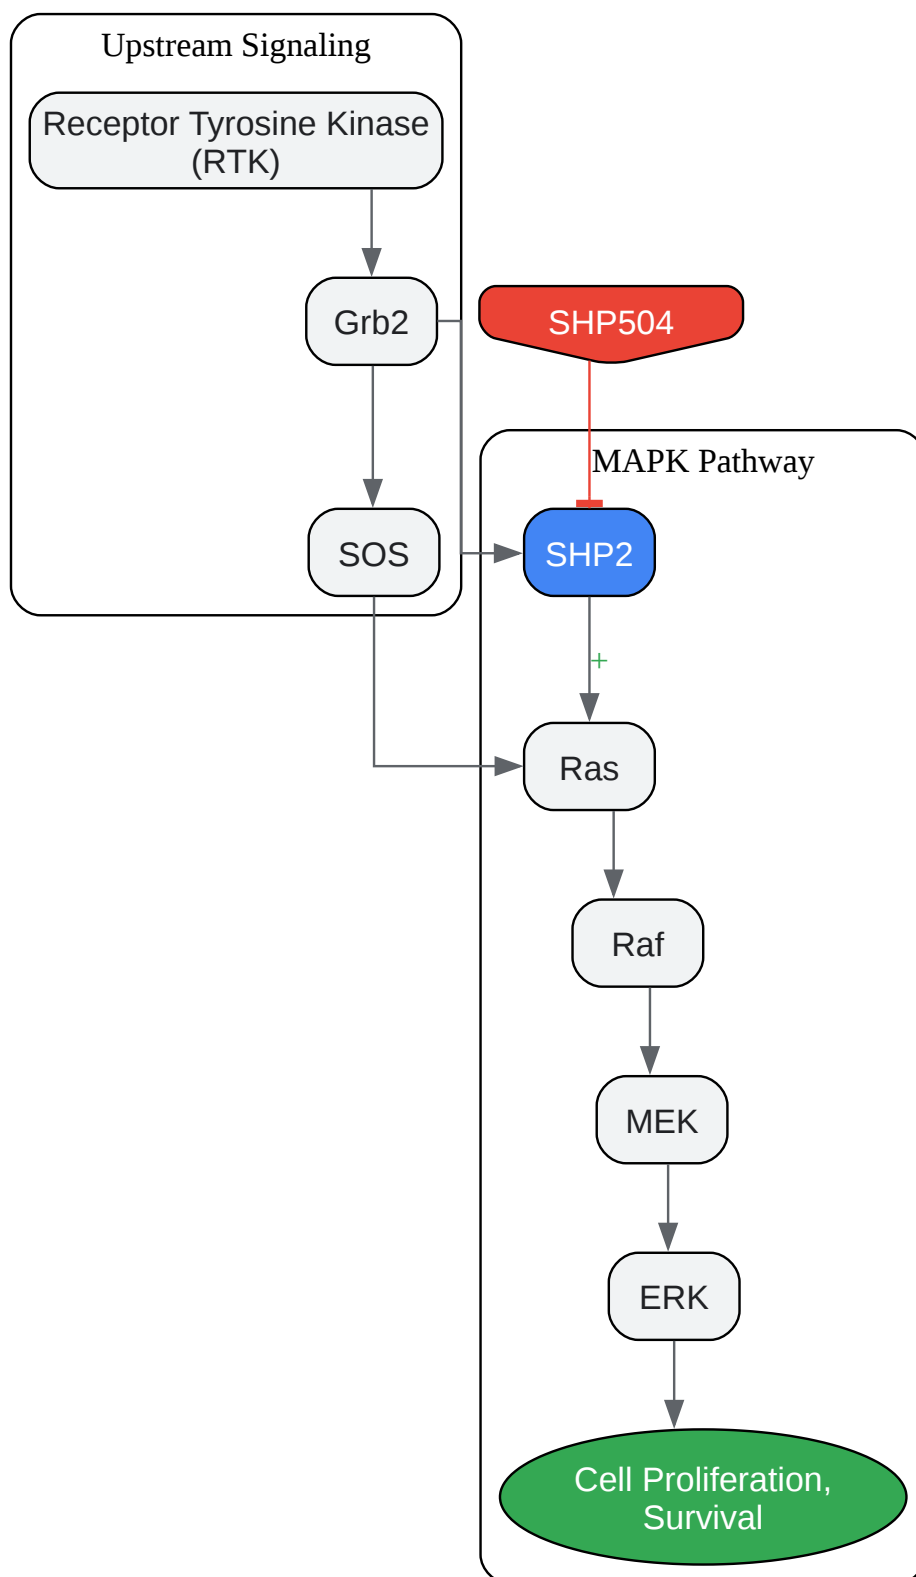 Upstream Signaling
Receptor Tyrosine Kinase
(RTK)
Grb2
SHP504
MAPK Pathway
SOS
SHP2
+
Ras
Raf
MEK
ERK
Cell Proliferation,
Survival